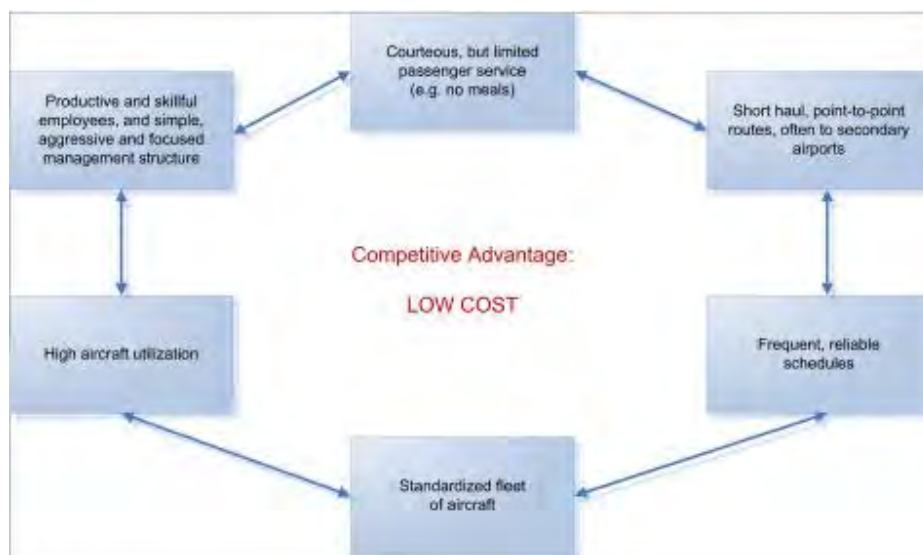 Courteous, but limited
passenger service
(e.g. no meals)
Productive and skillful
employees, and simple,
aggressive and focused
management structure
Short haul, point-to-point
routes, often to secondary
airports
Competitive Advantage:
LOW COST
High aircraft utilization
Frequent, reliable
schedules
Standardized fleet
of aircraft